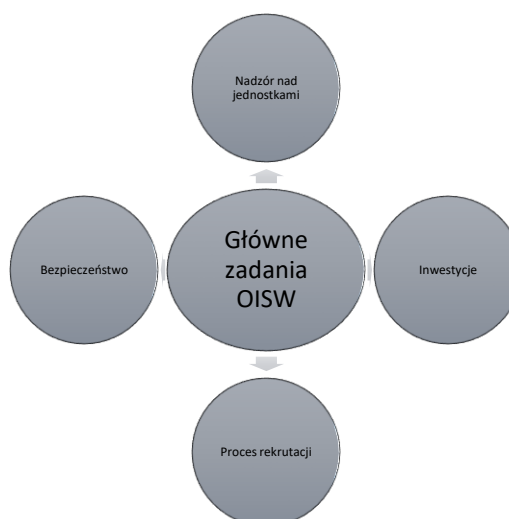 Nadzór nad
jednostkami
Bezpieczeństwo
Główne
zadania
OISW
Inwestycje
Proces rekrutacji